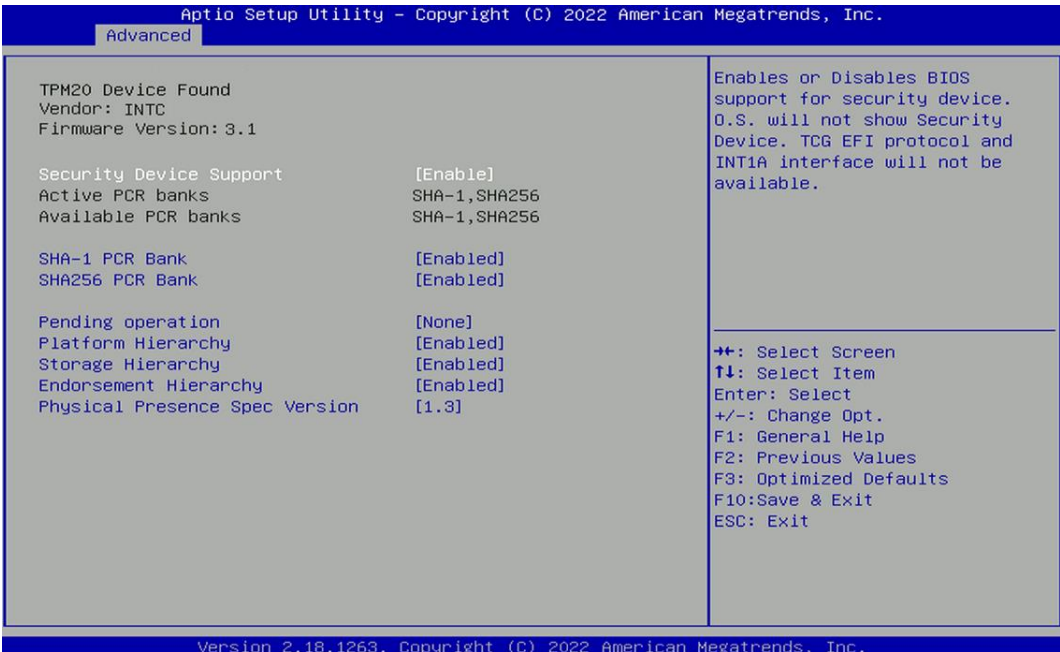 Aptio Setup Utility – Copyright (C) 2022 American Megatrends, Inc.
Advanced
TPM20 Device Found
Vendor: INTC
Firmware Version: 3.1
Security Device Support [Enable]
Active PCR banks SHA-1,SHA256
Available PCR banks SHA-1,SHA256
SHA-1 PCR Bank [Enabled]
SHA256 PCR Bank [Enabled]
Pending operation [None]
Platform Hierarchy [Enabled]
Storage Hierarchy [Enabled]
Endorsement Hierarchy [Enabled]
Physical Presence Spec Version [1.3]
Enables or Disables BIOS
support for security device.
O.S. will not show Security
Device. TCG EFI protocol and
INT1A interface will not be
available.
→←: Select Screen
↑↓: Select Item
Enter: Select
+/-: Change Opt.
F1: General Help
F2: Previous Values
F3: Optimized Defaults
F10:Save & Exit
ESC: Exit
Version 2.18.1263. Copyright (C) 2022 American Megatrends, Inc.